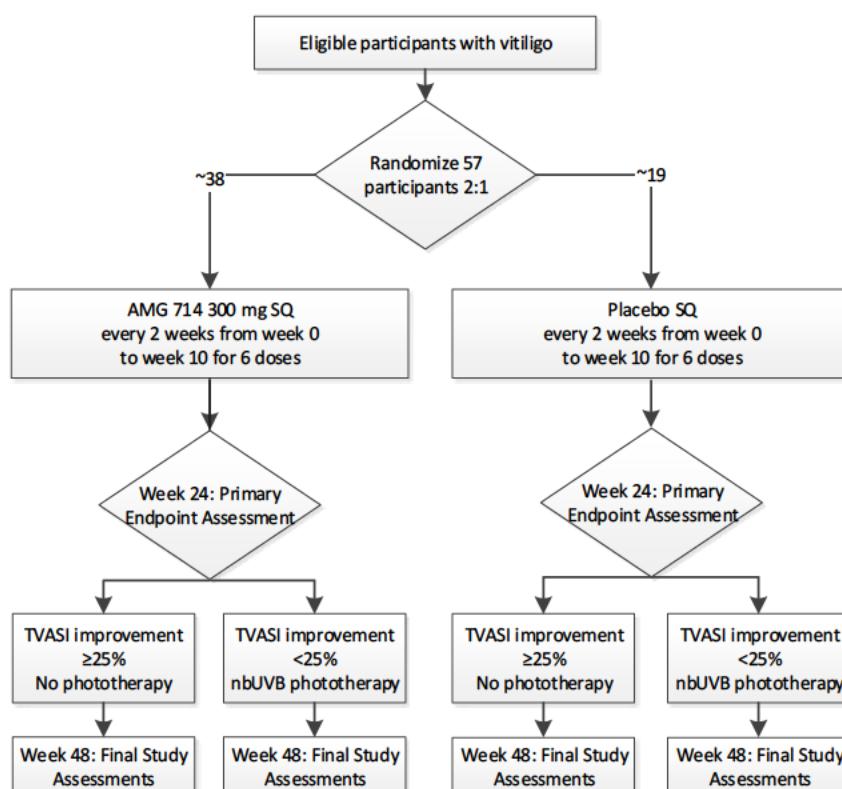 Eligible participants with vitiligo
Randomize 57
participants 2:1
~38
~19
AMG 714 300 mg SQ
every 2 weeks from week 0
to week 10 for 6 doses
Placebo SQ
every 2 weeks from week 0
to week 10 for 6 doses
Week 24: Primary
Endpoint Assessment
Week 24: Primary
Endpoint Assessment
TVASI improvement
≥25%
No phototherapy
TVASI improvement
<25%
nbUVB phototherapy
TVASI improvement
≥25%
No phototherapy
TVASI improvement
<25%
nbUVB phototherapy
Week 48: Final Study
Assessments
Week 48: Final Study
Assessments
Week 48: Final Study
Assessments
Week 48: Final Study
Assessments